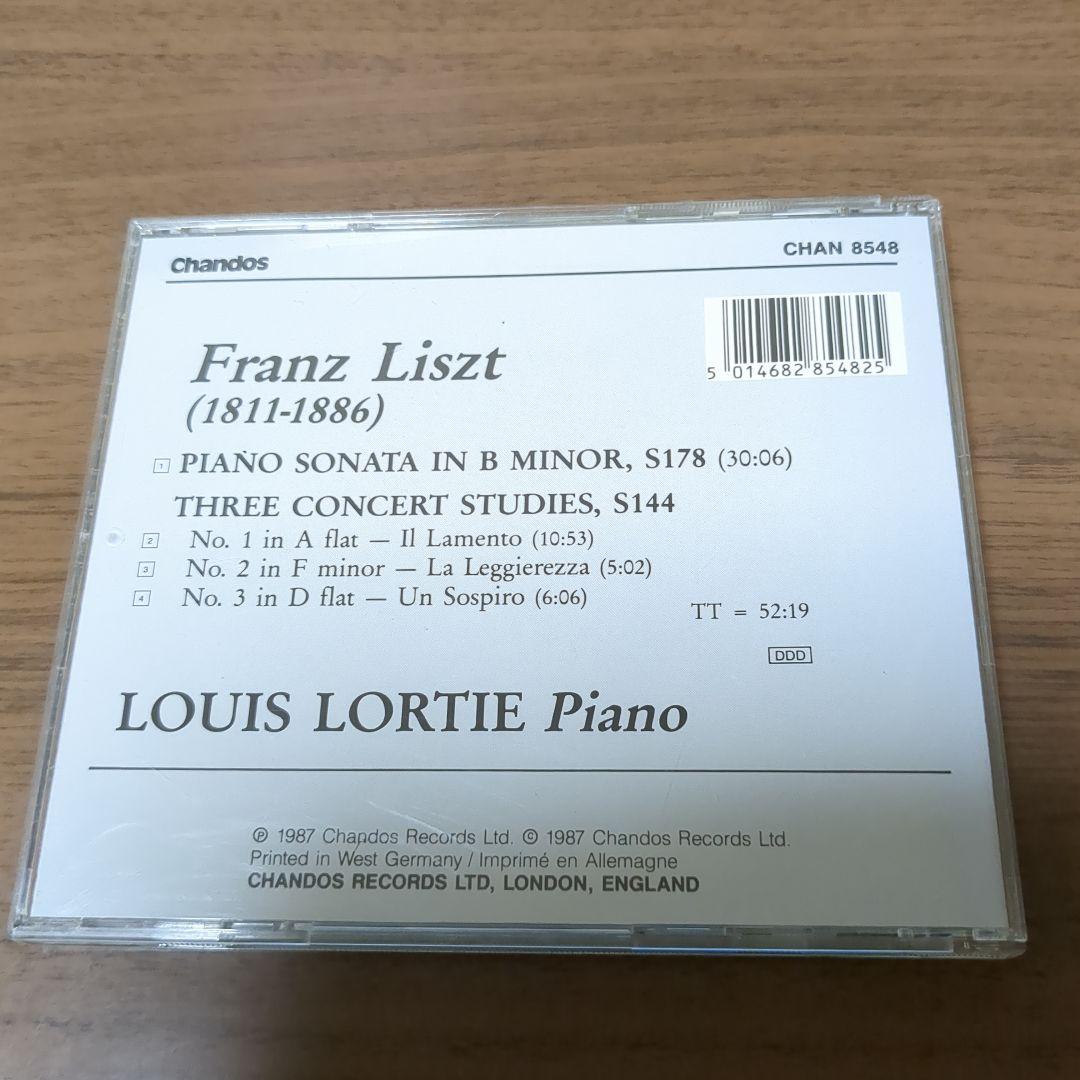 Chandos
CHAN 8548
5 014682 854825
Franz Liszt
(1811-1886)
1 PIANO SONATA IN B MINOR, S178 (30:06)
THREE CONCERT STUDIES, S144
2 No. 1 in A flat — Il Lamento (10:53)
3 No. 2 in F minor — La Leggierezza (5:02)
4 No. 3 in D flat — Un Sospiro (6:06)
TT = 52:19
DDD
LOUIS LORTIE Piano
℗ 1987 Chandos Records Ltd. © 1987 Chandos Records Ltd.
Printed in West Germany / Imprimé en Allemagne
CHANDOS RECORDS LTD, LONDON, ENGLAND